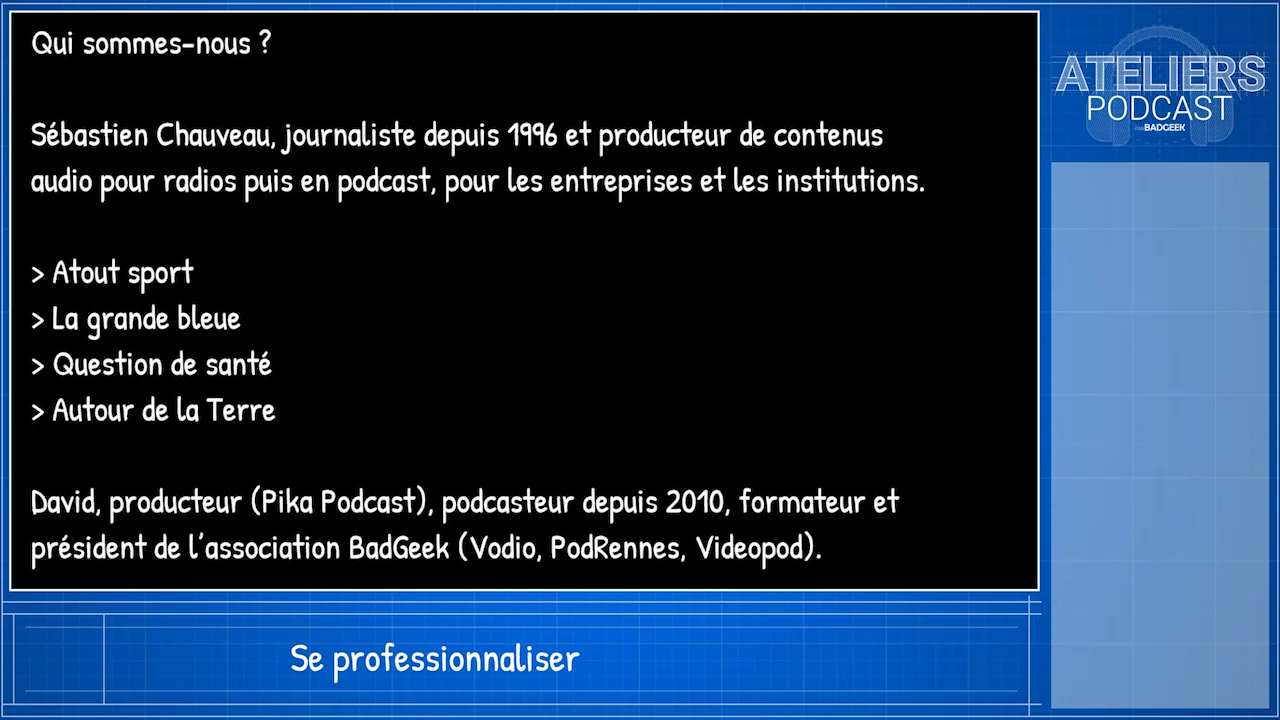 Qui sommes-nous ?
Sébastien Chauveau, journaliste depuis 1996 et producteur de contenus
audio pour radios puis en podcast, pour les entreprises et les institutions.
> Atout sport
> La grande bleue
> Question de santé
> Autour de la Terre
David, producteur (Pika Podcast), podcasteur depuis 2010, formateur et
président de l'association BadGeek (Vodio, PodRennes, Videopod).
Se professionnaliser
ATELIERS
PODCAST
BADGEEK